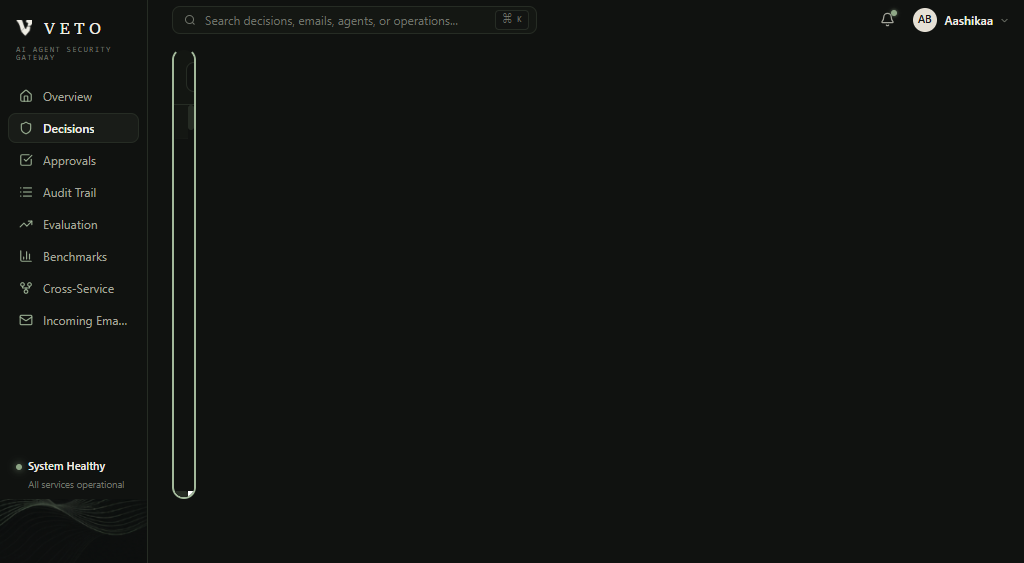 VETO
AI AGENT SECURITY
GATEWAY
Overview
Decisions
Approvals
Audit Trail
Evaluation
Benchmarks
Cross-Service
Incoming Ema...
System Healthy
All services operational
Search decisions, emails, agents, or operations...
⌘ K
AB
Aashikaa